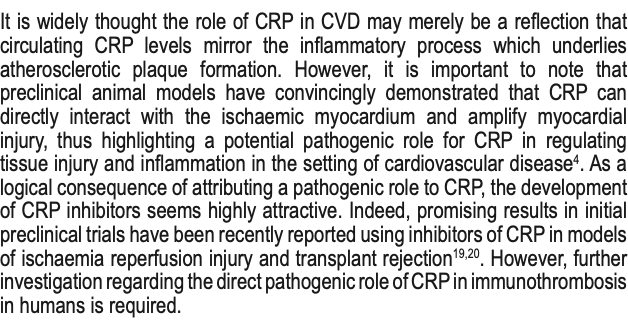 It is widely thought the role of CRP in CVD may merely be a reflection that
circulating CRP levels mirror the inflammatory process which underlies
atherosclerotic plaque formation. However, it is important to note that
preclinical animal models have convincingly demonstrated that CRP can
directly interact with the ischaemic myocardium and amplify myocardial
injury, thus highlighting a potential pathogenic role for CRP in regulating
tissue injury and inflammation in the setting of cardiovascular disease⁴. As a
logical consequence of attributing a pathogenic role to CRP, the development
of CRP inhibitors seems highly attractive. Indeed, promising results in initial
preclinical trials have been recently reported using inhibitors of CRP in models
of ischaemia reperfusion injury and transplant rejection¹⁹,²⁰. However, further
investigation regarding the direct pathogenic role of CRP in immunothrombosis
in humans is required.